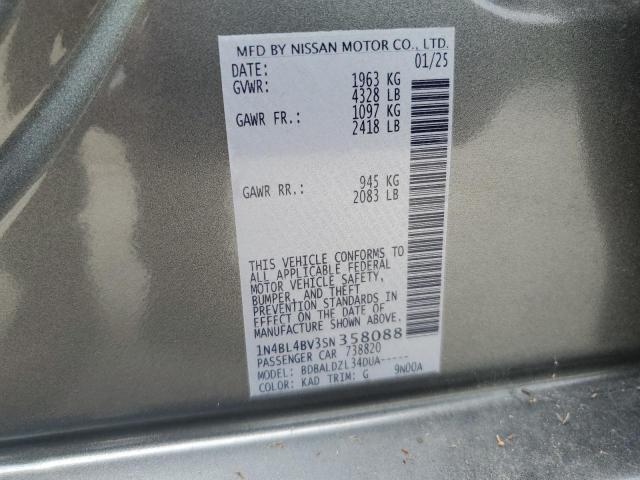 MFD BY NISSAN MOTOR CO., LTD.
DATE: 01/25
GVWR: 1963 KG
4328 LB
GAWR FR.: 1097 KG
2418 LB
GAWR RR.: 945 KG
2083 LB
THIS VEHICLE CONFORMS TO
ALL APPLICABLE FEDERAL
MOTOR VEHICLE SAFETY,
BUMPER, AND THEFT
PREVENTION STANDARDS IN
EFFECT ON THE DATE OF
MANUFACTURE SHOWN ABOVE.
1N4BL4BV3SN358088
PASSENGER CAR 738820
MODEL: BDBALDZL34DUA-----
COLOR: KAD TRIM: G 9N00A